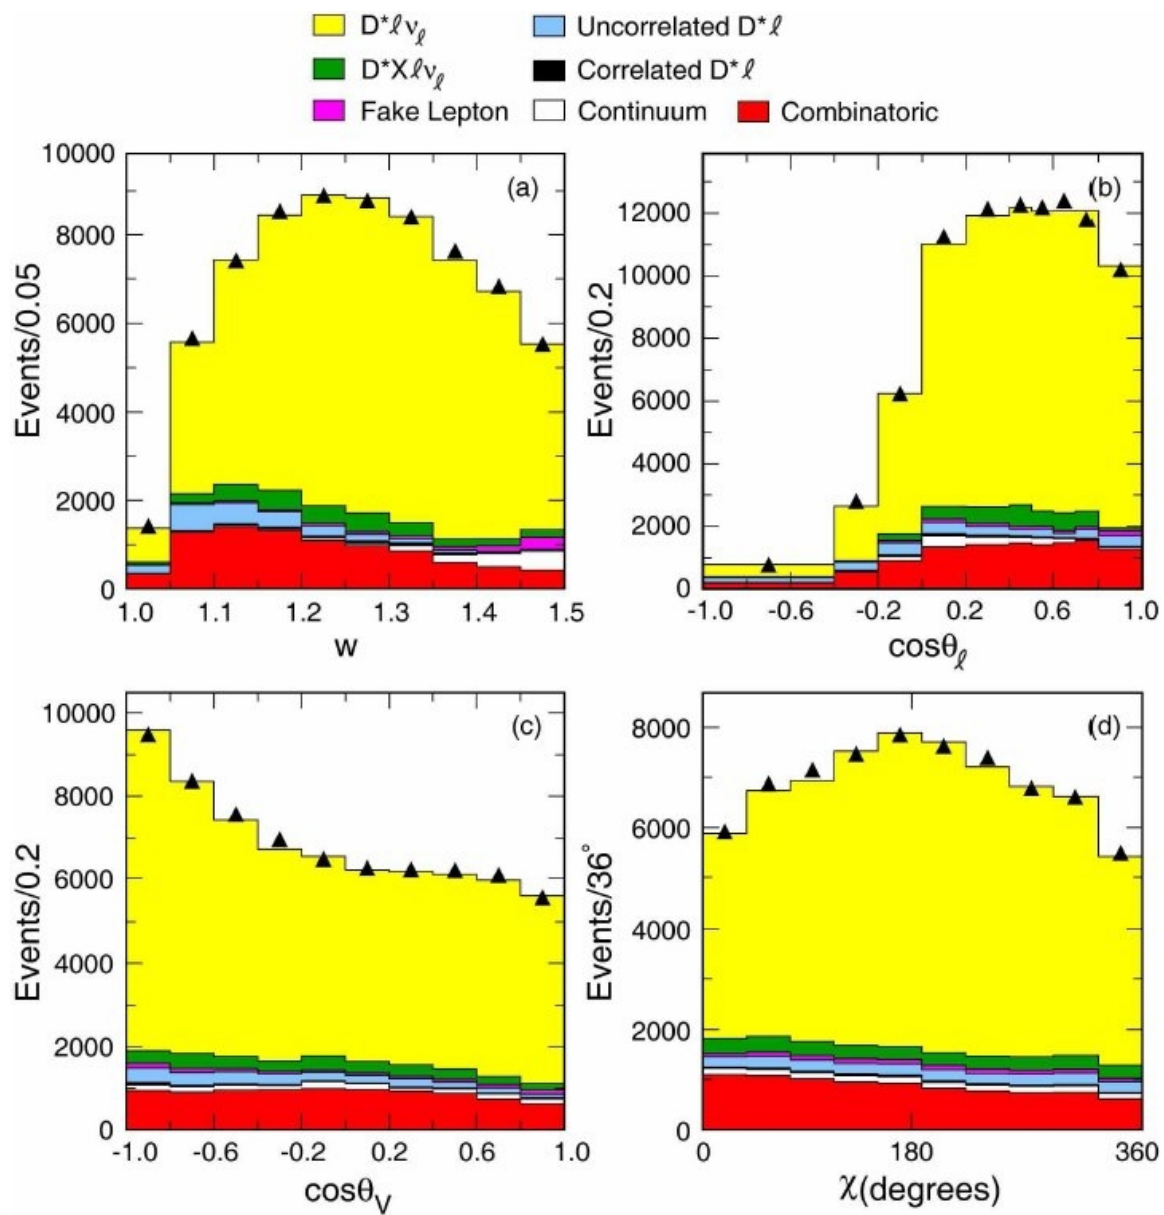 D*ℓν_ℓ Uncorrelated D*ℓ
D*Xℓν_ℓ Correlated D*ℓ
Fake Lepton Continuum Combinatoric
(a)
10000
8000
6000
4000
2000
0
Events/0.05
1.0 1.1 1.2 1.3 1.4 1.5
w
(b)
12000
10000
8000
6000
4000
2000
0
Events/0.2
-1.0 -0.6 -0.2 0.2 0.6 1.0
cosθ_ℓ
(c)
10000
8000
6000
4000
2000
0
Events/0.2
-1.0 -0.6 -0.2 0.2 0.6 1.0
cosθ_V
(d)
8000
6000
4000
2000
0
Events/36°
0 180 360
χ(degrees)